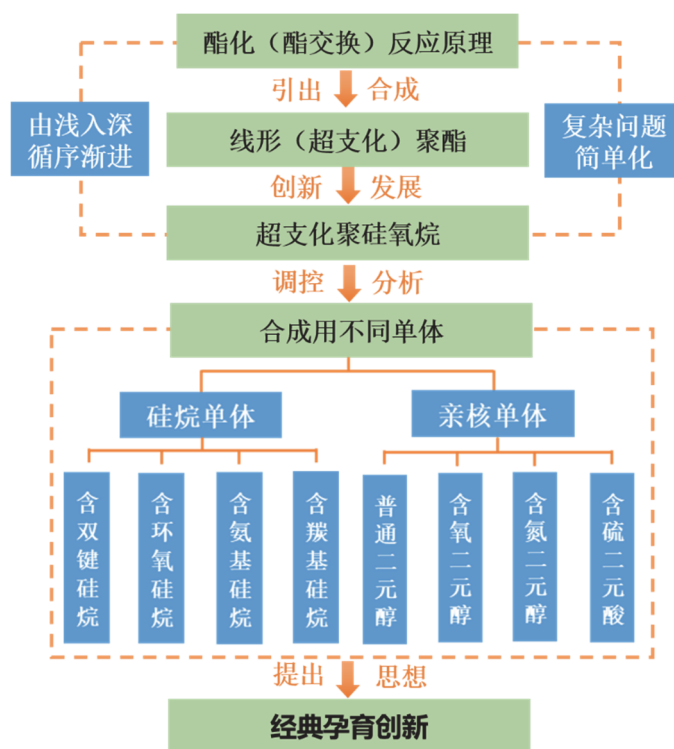 酯化（酯交换）反应原理
引出 合成
由浅入深
循序渐进
复杂问题
简单化
线形（超支化）聚酯
创新 发展
超支化聚硅氧烷
调控 分析
合成用不同单体
硅烷单体
亲核单体
含双键硅烷
含环氧硅烷
含氨基硅烷
含羰基硅烷
普通二元醇
含氧二元醇
含氮二元醇
含硫二元酸
提出 思想
经典孕育创新